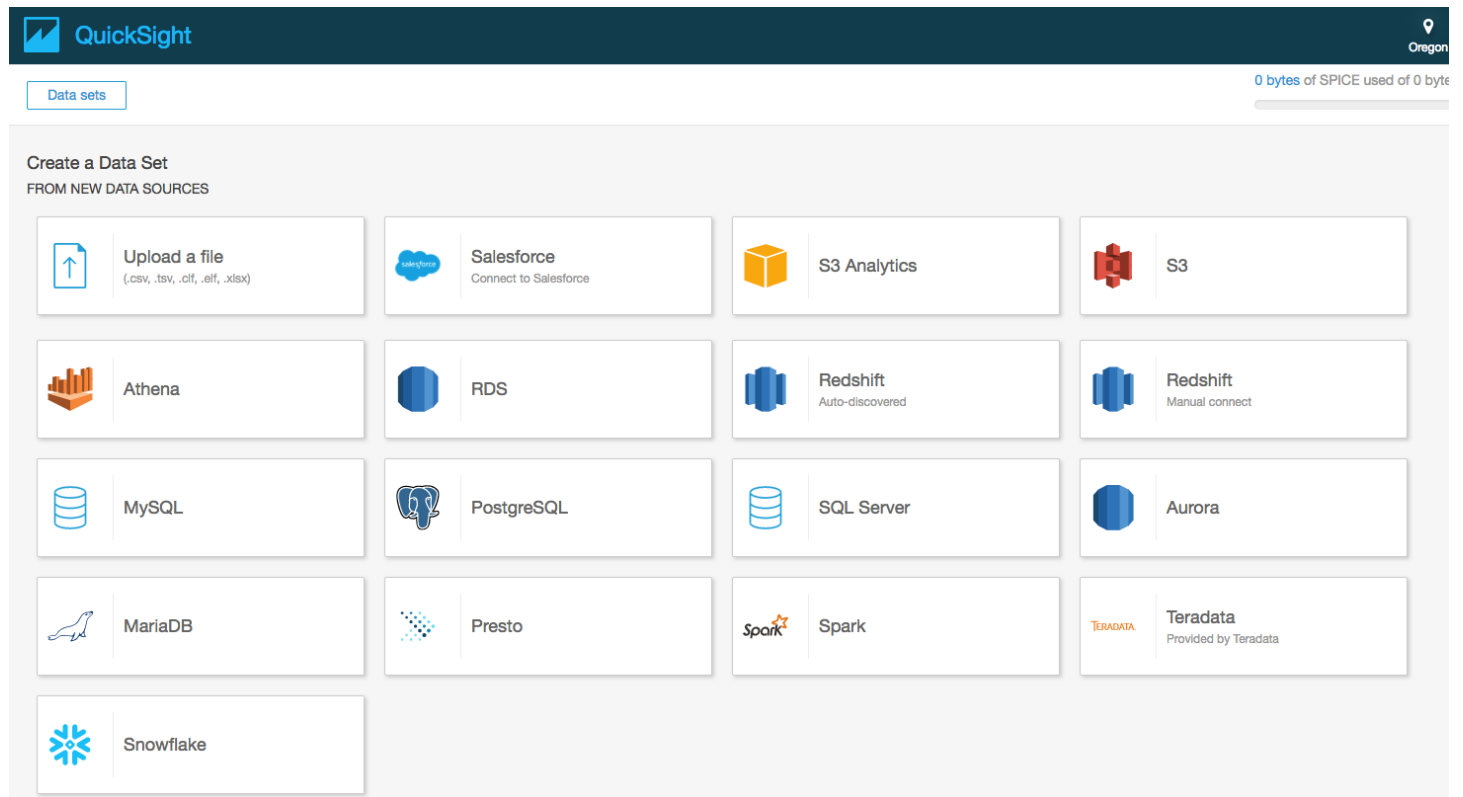 QuickSight
Oregon
Data sets
0 bytes of SPICE used of 0 byte
Create a Data Set
FROM NEW DATA SOURCES
Upload a file
(.csv, .tsv, .clf, .elf, .xlsx)
salesforce
Salesforce
Connect to Salesforce
S3 Analytics
S3
Athena
RDS
Redshift
Auto-discovered
Redshift
Manual connect
MySQL
PostgreSQL
SQL Server
Aurora
MariaDB
Presto
Spark
Spark
TERADATA
Teradata
Provided by Teradata
Snowflake